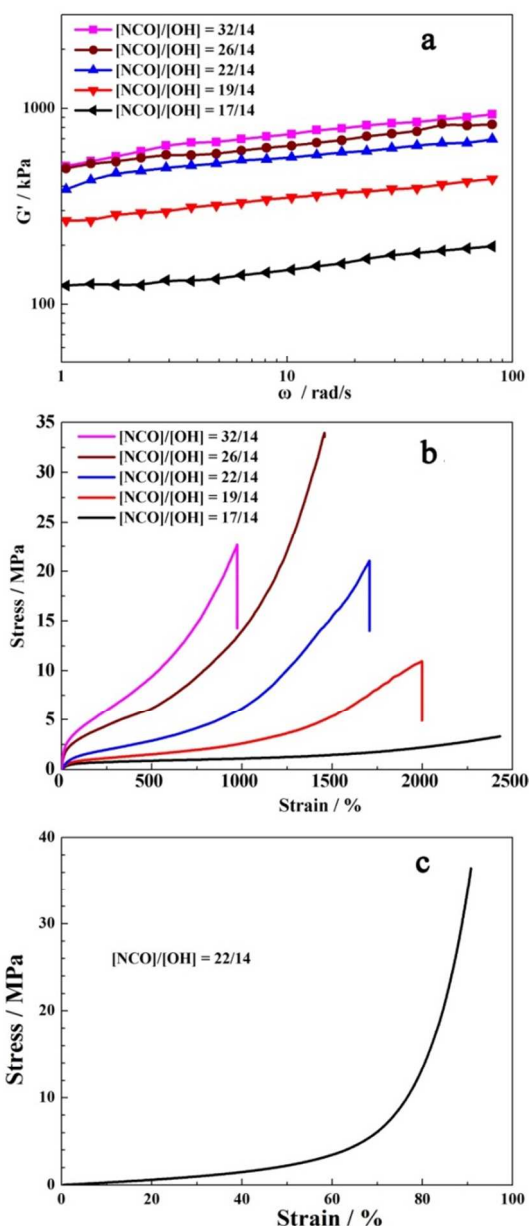 a
[NCO]/[OH] = 32/14
[NCO]/[OH] = 26/14
[NCO]/[OH] = 22/14
[NCO]/[OH] = 19/14
[NCO]/[OH] = 17/14
1000
100
G' / kPa
1 10 100
ω / rad/s
b
[NCO]/[OH] = 32/14
[NCO]/[OH] = 26/14
[NCO]/[OH] = 22/14
[NCO]/[OH] = 19/14
[NCO]/[OH] = 17/14
35
30
25
20
15
10
5
0
Stress / MPa
0 500 1000 1500 2000 2500
Strain / %
c
[NCO]/[OH] = 22/14
40
30
20
10
0
Stress / MPa
0 20 40 60 80 100
Strain / %